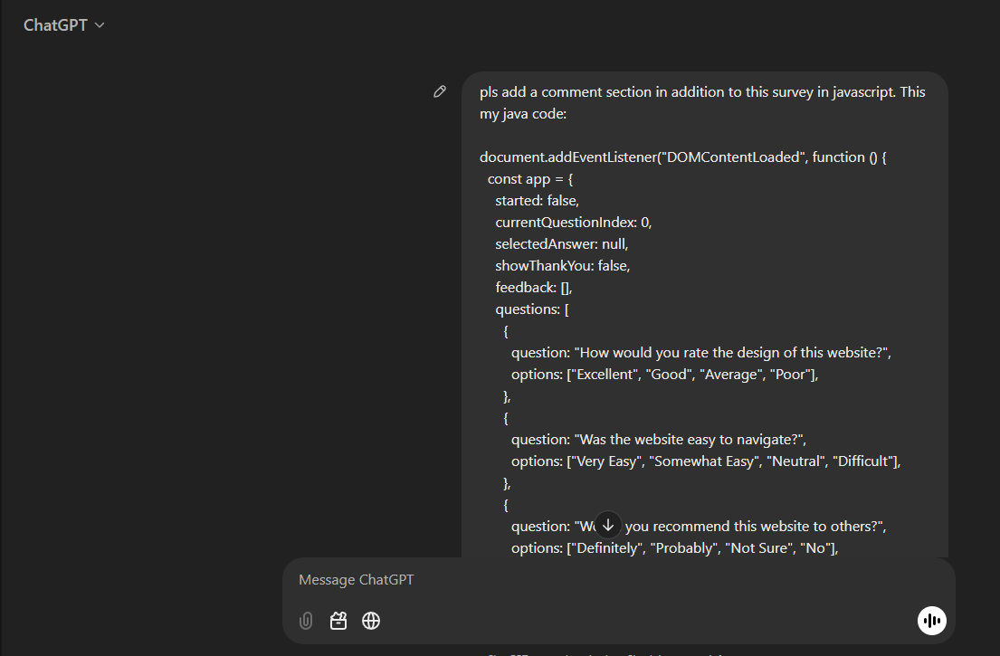 ChatGPT
pls add a comment section in addition to this survey in javascript. This
my java code:
document.addEventListener("DOMContentLoaded", function () {
const app = {
started: false,
currentQuestionIndex: 0,
selectedAnswer: null,
showThankYou: false,
feedback: [],
questions: [
{
question: "How would you rate the design of this website?",
options: ["Excellent", "Good", "Average", "Poor"],
},
{
question: "Was the website easy to navigate?",
options: ["Very Easy", "Somewhat Easy", "Neutral", "Difficult"],
},
{
question: "Would you recommend this website to others?",
options: ["Definitely", "Probably", "Not Sure", "No"],
Message ChatGPT